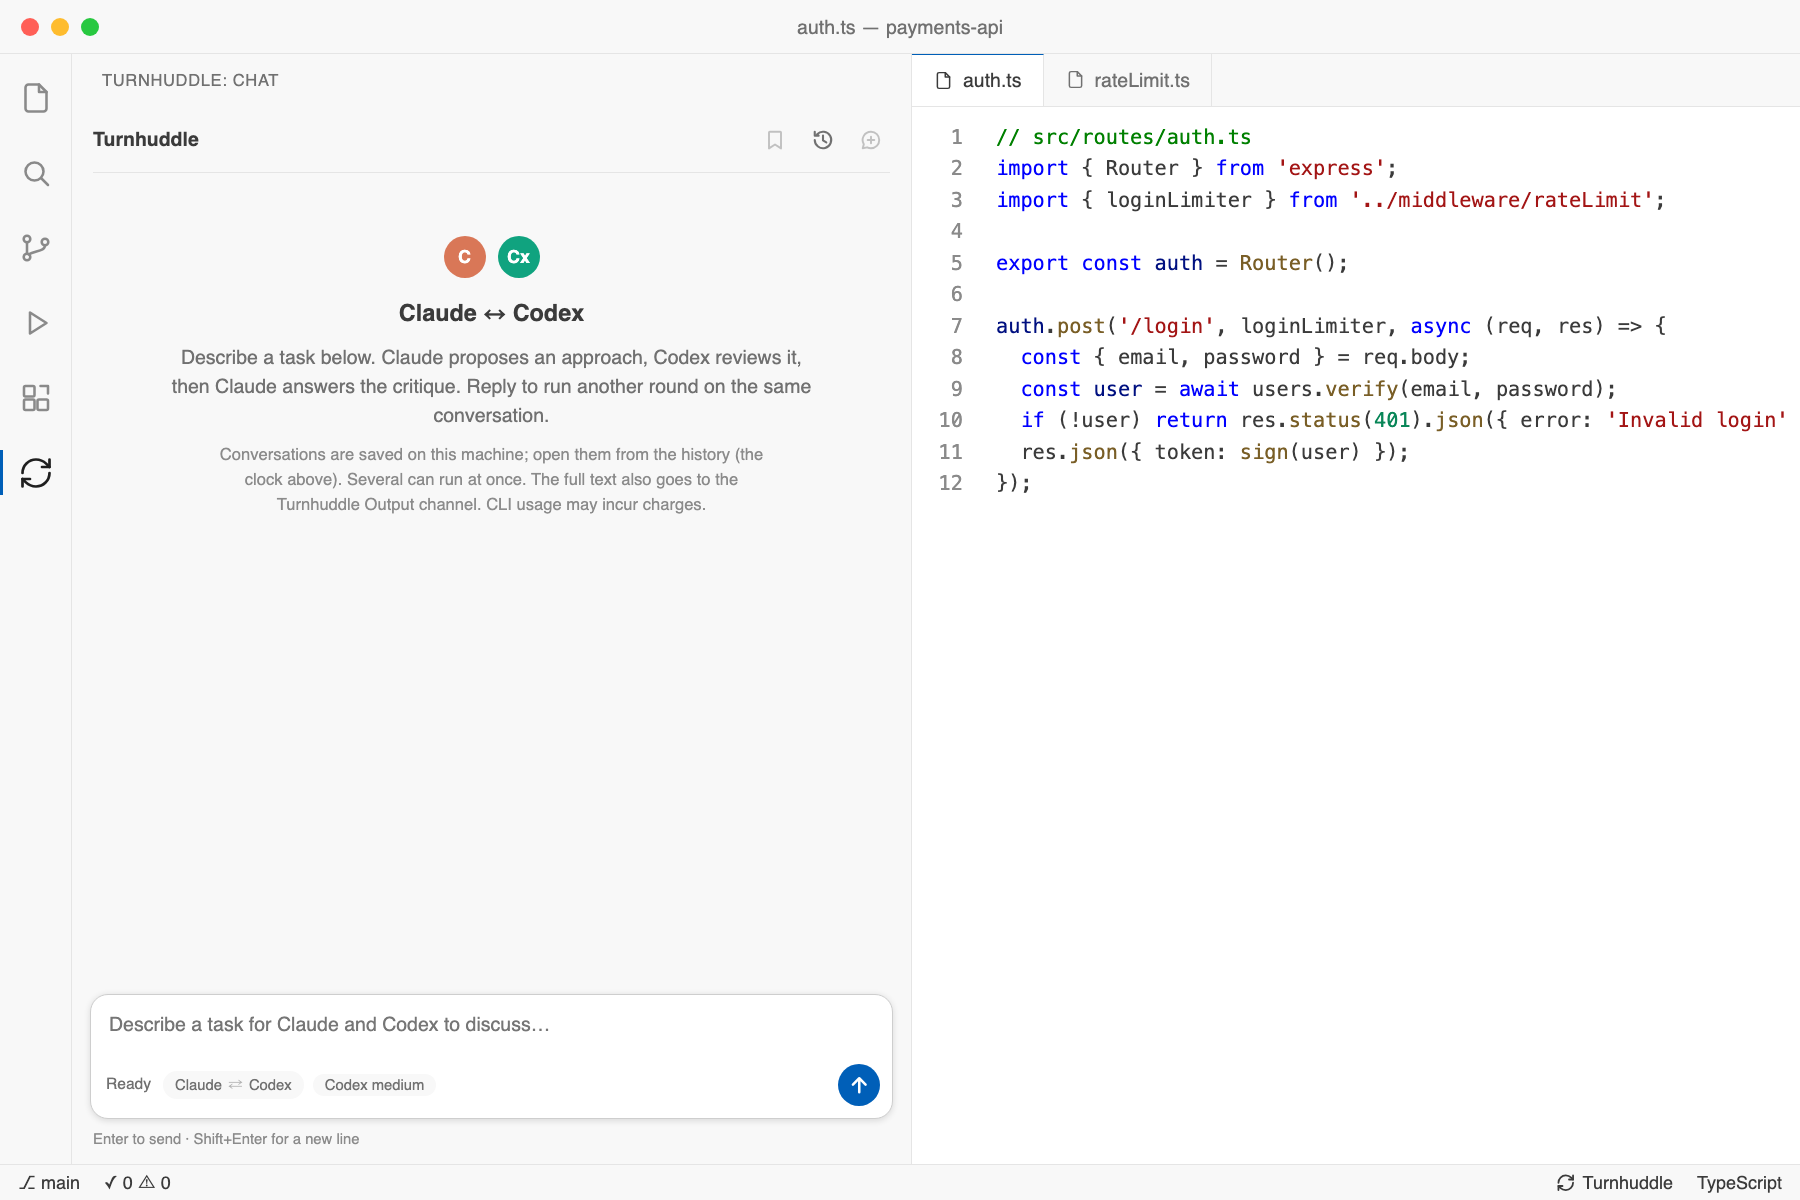 auth.ts — payments-api
TURNHUDDLE: CHAT
Turnhuddle
C Cx
Claude ↔ Codex
Describe a task below. Claude proposes an approach, Codex reviews it,
then Claude answers the critique. Reply to run another round on the same
conversation.
Conversations are saved on this machine; open them from the history (the
clock above). Several can run at once. The full text also goes to the
Turnhuddle Output channel. CLI usage may incur charges.
Describe a task for Claude and Codex to discuss…
Ready Claude ⇄ Codex Codex medium
Enter to send · Shift+Enter for a new line
auth.ts rateLimit.ts
1 // src/routes/auth.ts
2 import { Router } from 'express';
3 import { loginLimiter } from '../middleware/rateLimit';
4
5 export const auth = Router();
6
7 auth.post('/login', loginLimiter, async (req, res) => {
8   const { email, password } = req.body;
9   const user = await users.verify(email, password);
10   if (!user) return res.status(401).json({ error: 'Invalid login'
11   res.json({ token: sign(user) });
12 });
main ✓ 0 ⚠ 0
Turnhuddle TypeScript